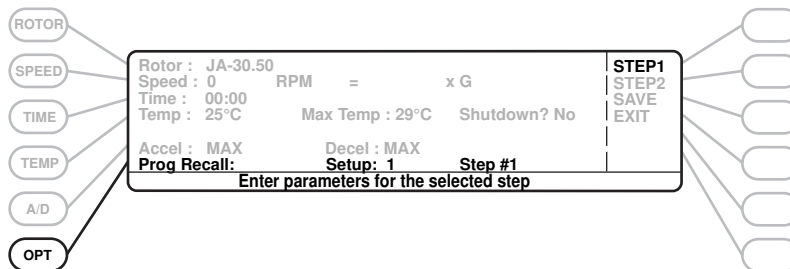 ROTOR
SPEED
TIME
TEMP
A/D
OPT
Rotor : JA-30.50
Speed : 0 RPM = x G
Time : 00:00
Temp : 25°C Max Temp : 29°C Shutdown? No
Accel : MAX Decel : MAX
Prog Recall: Setup: 1 Step #1
Enter parameters for the selected step
STEP1
STEP2
SAVE
EXIT